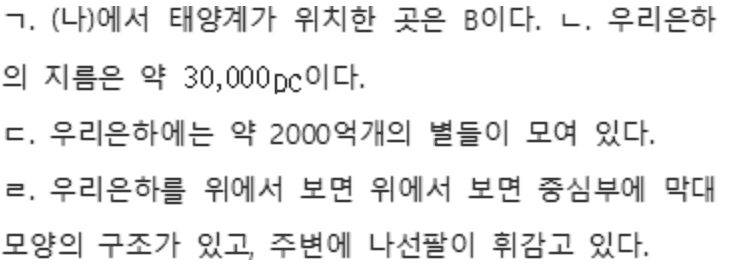 ㄱ. (나)에서 태양계가 위치한 곳은 B이다. ㄴ. 우리은하
의 지름은 약 30,000pc이다.
ㄷ. 우리은하에는 약 2000억개의 별들이 모여 있다.
ㄹ. 우리은하를 위에서 보면 위에서 보면 중심부에 막대
모양의 구조가 있고, 주변에 나선팔이 휘감고 있다.